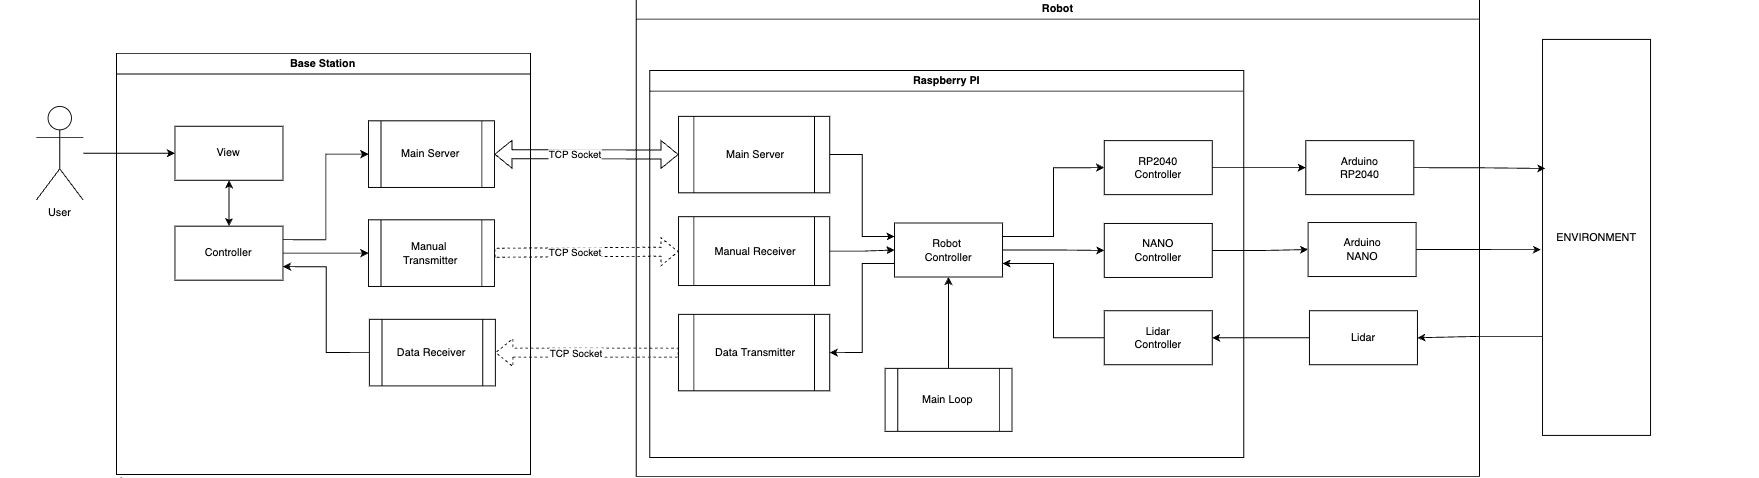 Robot
Base Station
Raspberry PI
View
Main Server
TCP Socket
Main Server
RP2040
Controller
Arduino
RP2040
User
Controller
Manual
Transmitter
TCP Socket
Manual Receiver
Robot
Controller
NANO
Controller
Arduino
NANO
ENVIRONMENT
Data Receiver
TCP Socket
Data Transmitter
Lidar
Controller
Lidar
Main Loop